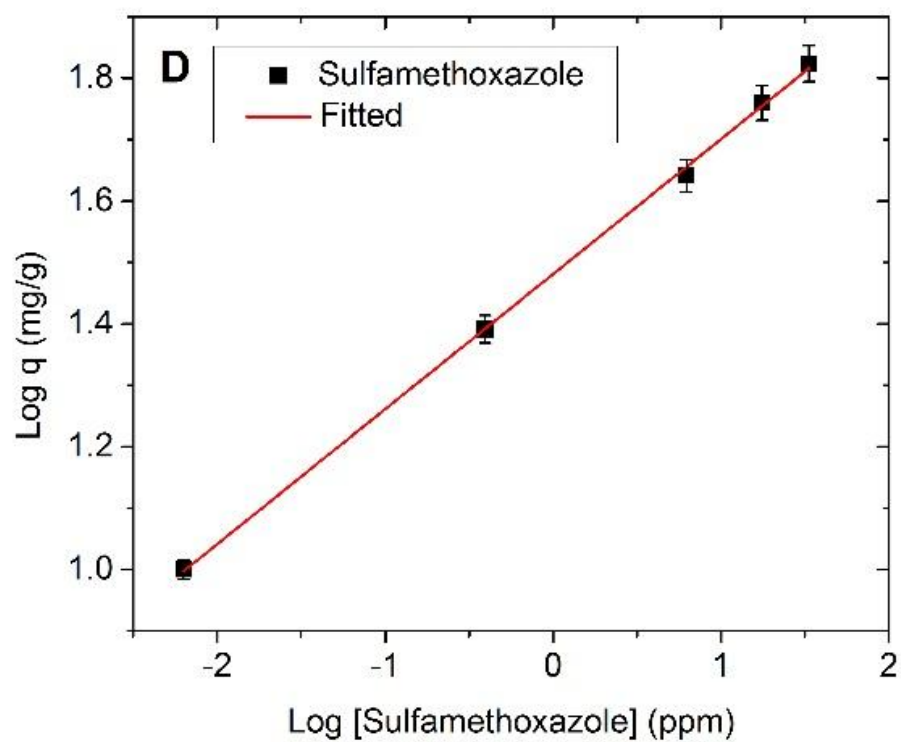 D
Sulfamethoxazole
Fitted
1.8
1.6
1.4
1.2
1.0
Log q (mg/g)
-2 -1 0 1 2
Log [Sulfamethoxazole] (ppm)